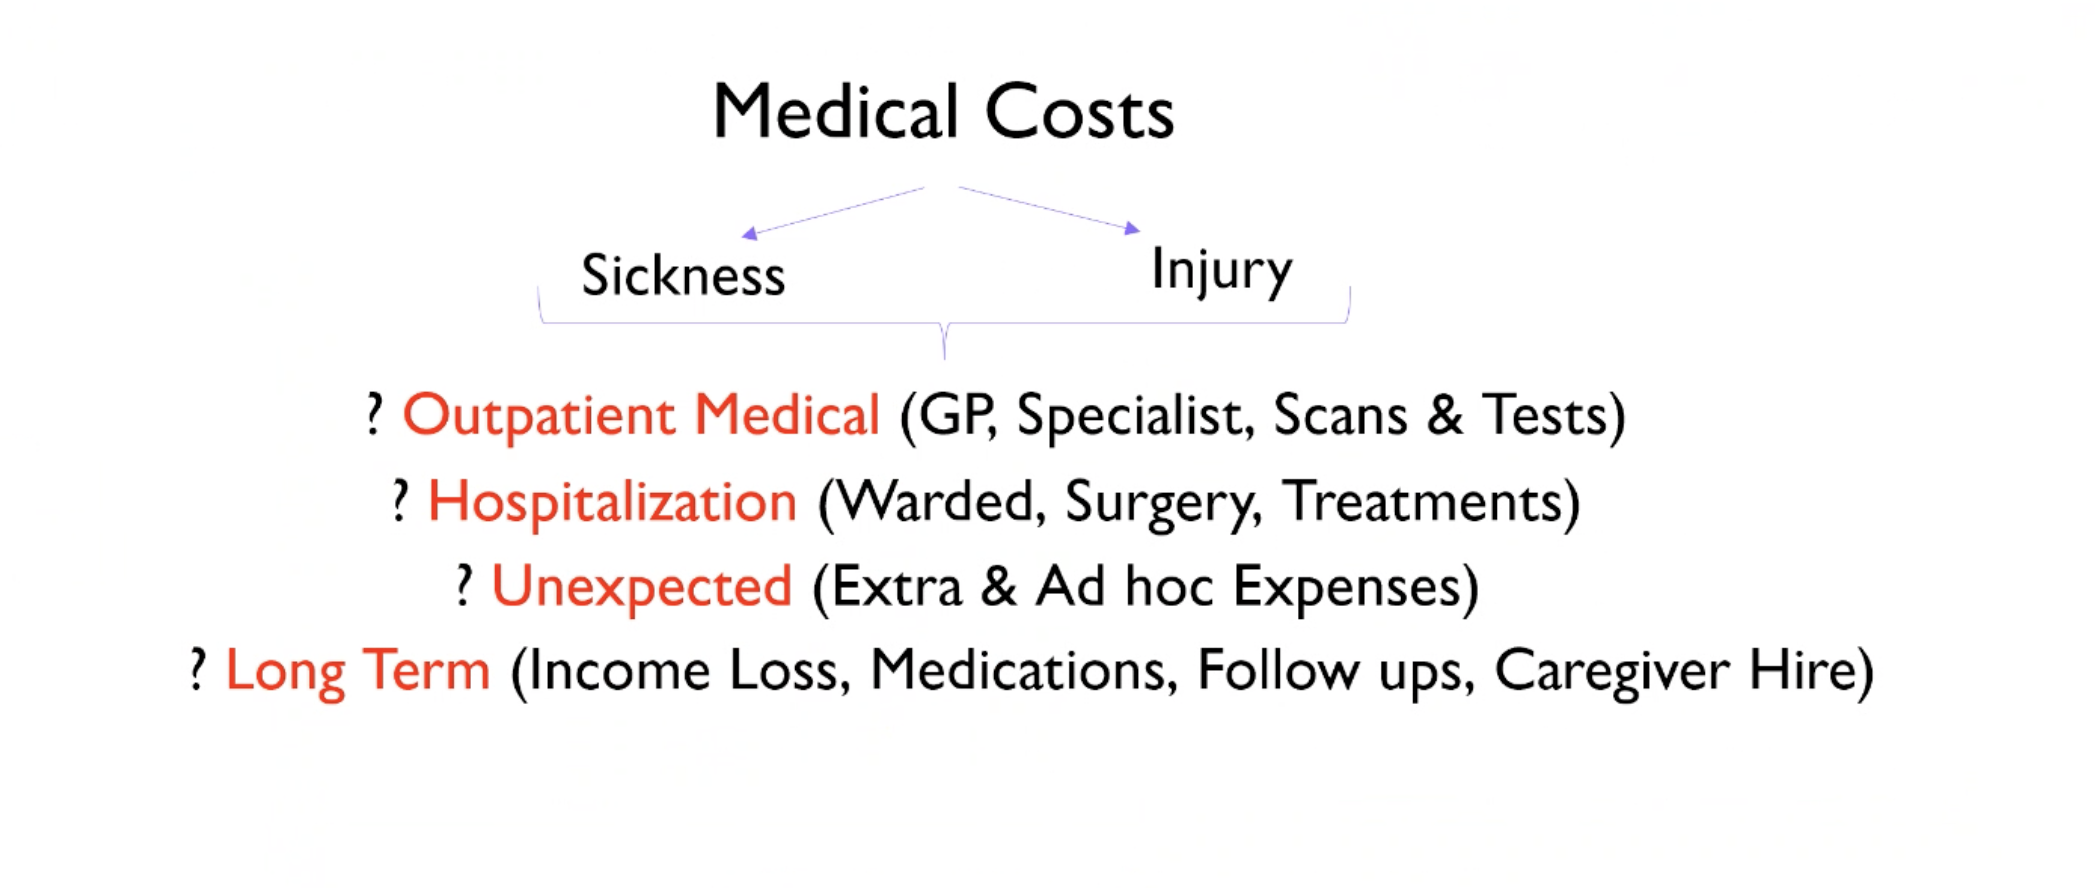 Medical Costs
Sickness Injury
? Outpatient Medical (GP, Specialist, Scans & Tests)
? Hospitalization (Warded, Surgery, Treatments)
? Unexpected (Extra & Ad hoc Expenses)
? Long Term (Income Loss, Medications, Follow ups, Caregiver Hire)